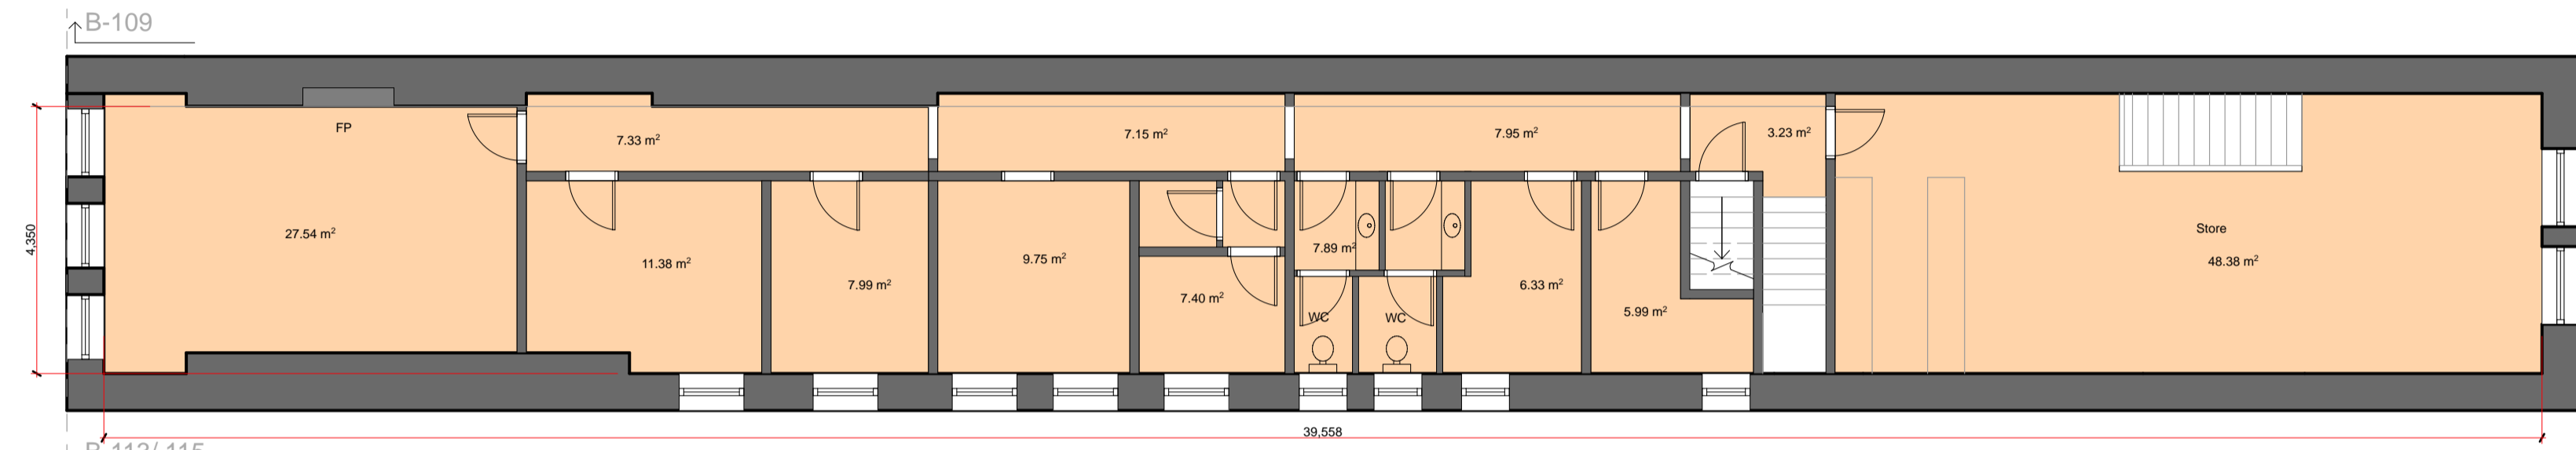 B-109
FP
7.33 m²
7.15 m²
7.95 m²
3.23 m²
4,350
27.54 m²
11.38 m²
7.99 m²
9.75 m²
7.40 m²
7.89 m²
WC
WC
6.33 m²
5.99 m²
Store
48.38 m²
39,558
B-113/ 115